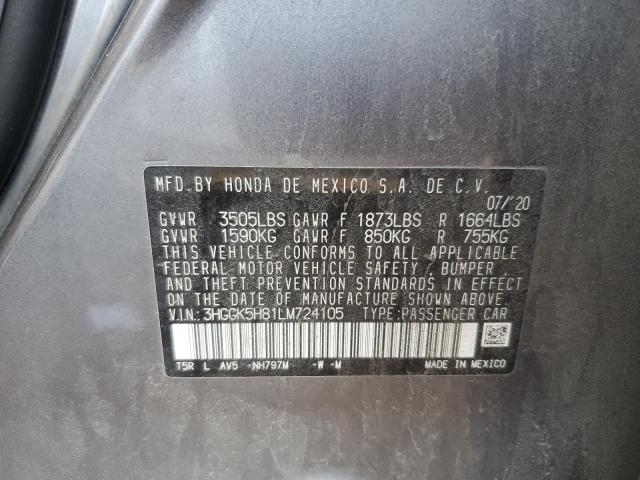 MFD.BY HONDA DE MEXICO S.A. DE C.V.
07/20
GVWR 3505LBS GAWR F 1873LBS R 1664LBS
GVWR 1590KG GAWR/F 850KG R 755KG
THIS VEHICLE CONFORMS TO ALL APPLICABLE
FEDERAL MOTOR VEHICLE SAFETY / BUMPER ,
AND THEFT PREVENTION STANDARDS IN EFFECT
ON THE DATE OF MANUFACTURE SHOWN ABOVE.
V.IN: 3HGGK5H81LM724105 TYPE:PASSENGER CAR
T5R L AV5 -NH797M -W -M
MADE IN MEXICO